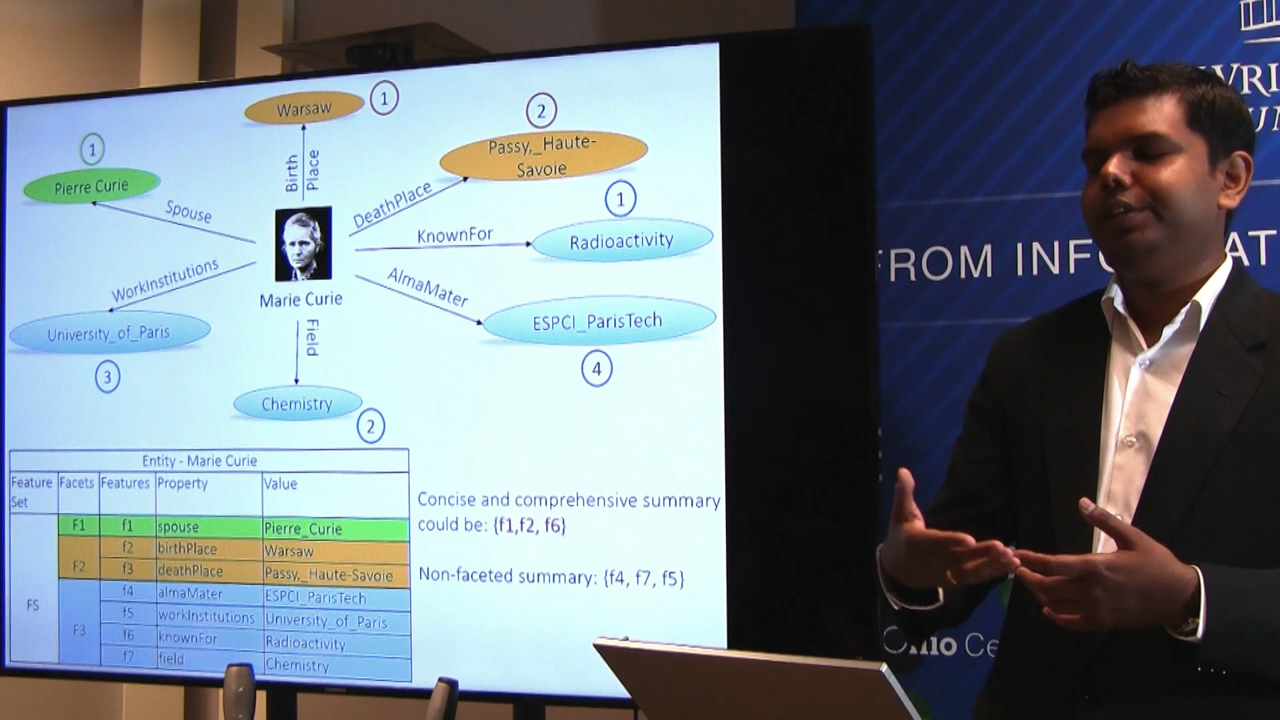 Warsaw
1
2
Passy,_Haute-
Savoie
1
Pierre Curie
Birth
Place
Spouse
DeathPlace
1
Radioactivity
KnownFor
WorkInstitutions
Marie Curie
AlmaMater
University_of_Paris
3
Field
ESPCI_ParisTech
4
Chemistry
2
Entity - Marie Curie
Feature Set Facets Features Property Value
FS
F1 f1 spouse Pierre_Curie
F2 f2 birthPlace Warsaw
f3 deathPlace Passy,_Haute-Savoie
F3 f4 almaMater ESPCI_ParisTech
f5 workInstitutions University_of_Paris
f6 knownFor Radioactivity
f7 field Chemistry
Concise and comprehensive summary
could be: {f1,f2, f6}
Non-faceted summary: {f4, f7, f5}
WRI
UN
FROM INF
AT
Ohio Ce